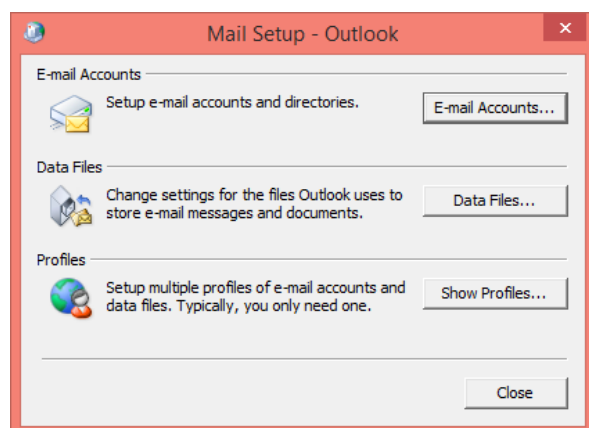 Mail Setup - Outlook
E-mail Accounts
Setup e-mail accounts and directories.
E-mail Accounts...
Data Files
Change settings for the files Outlook uses to
store e-mail messages and documents.
Data Files...
Profiles
Setup multiple profiles of e-mail accounts and
data files. Typically, you only need one.
Show Profiles...
Close